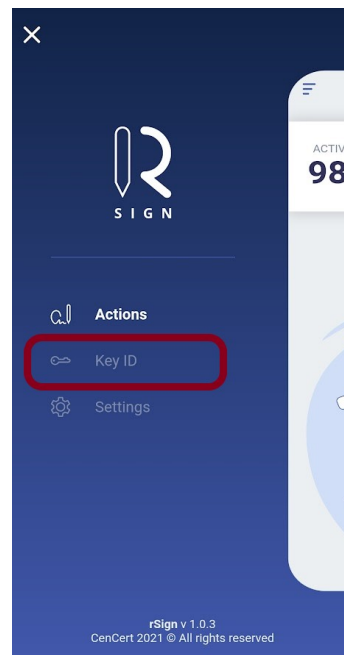 SIGN
Actions
Key ID
Settings
rSign v 1.0.3
CenCert 2021 © All rights reserved
ACTIV
98